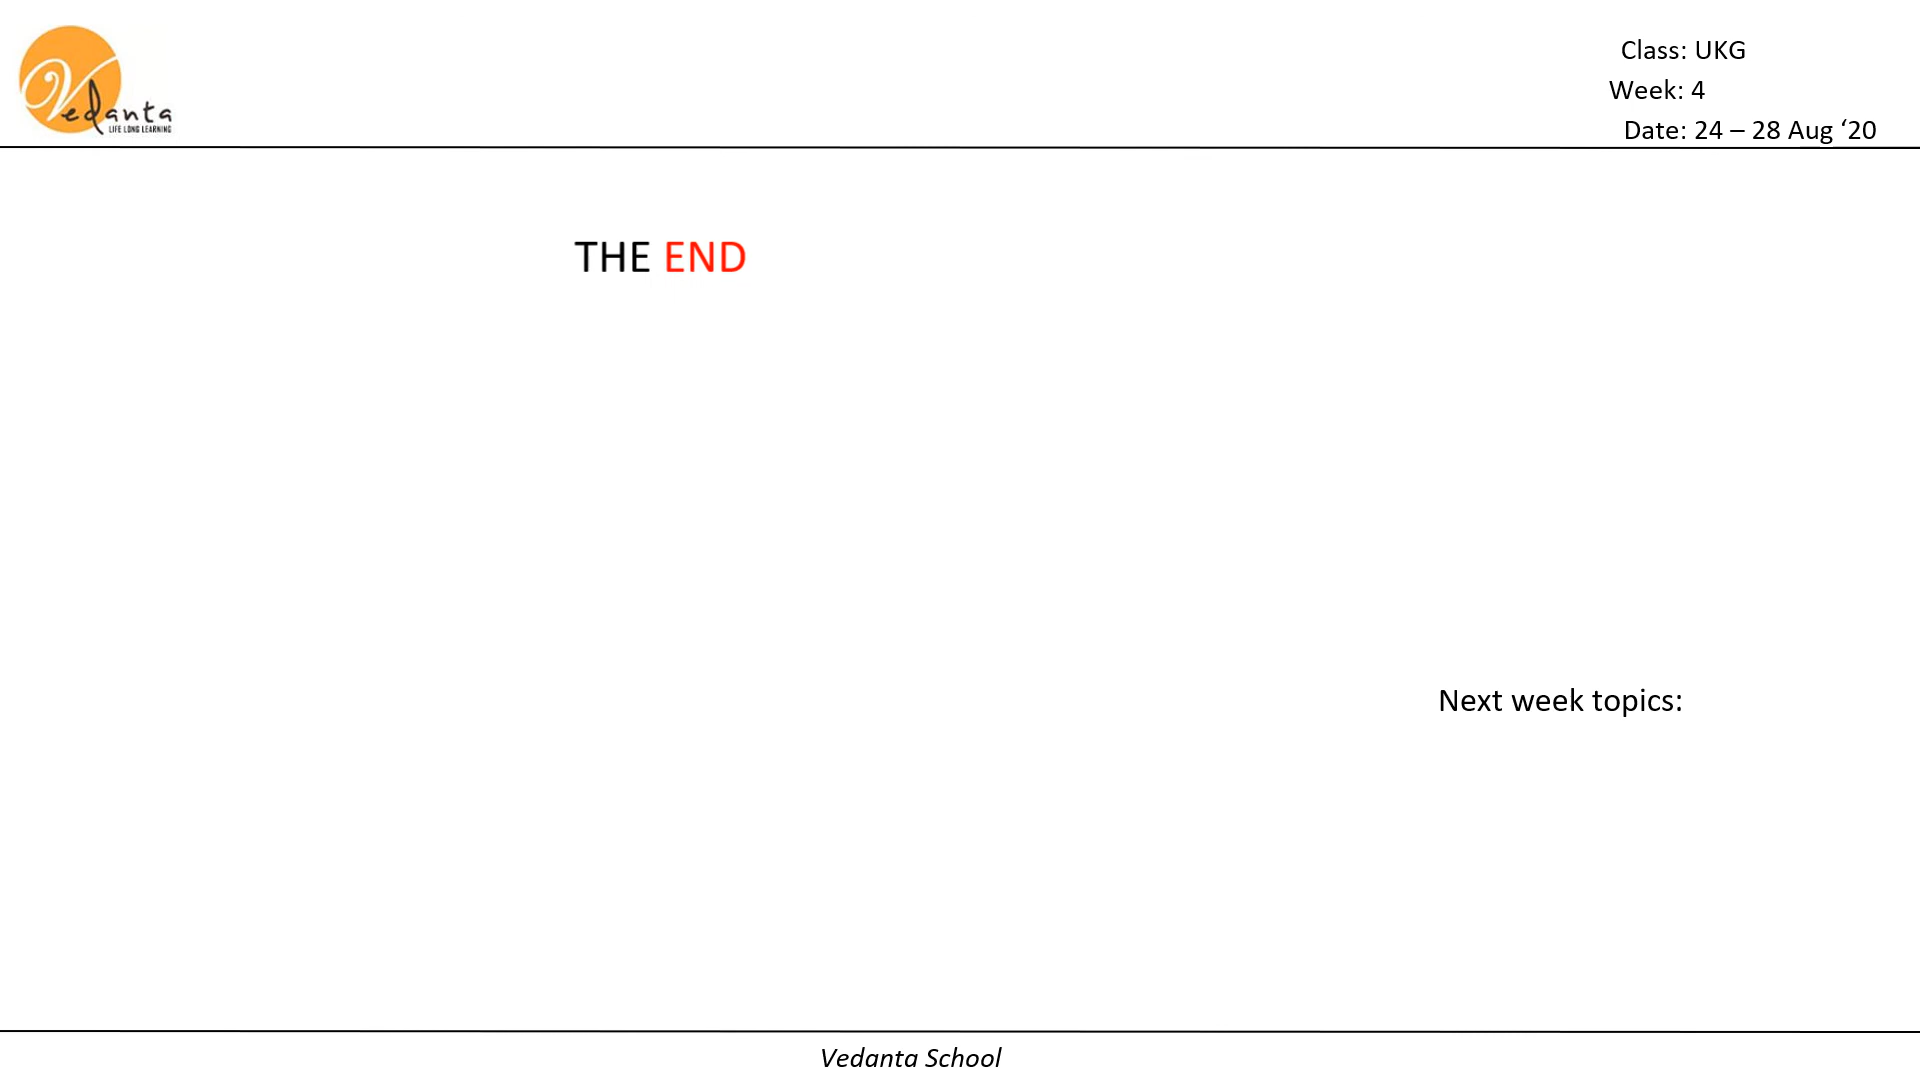 Vedanta
LIFE LONG LEARNING
Class: UKG
Week: 4
Date: 24 – 28 Aug ‘20
THE END
Next week topics:
Vedanta School